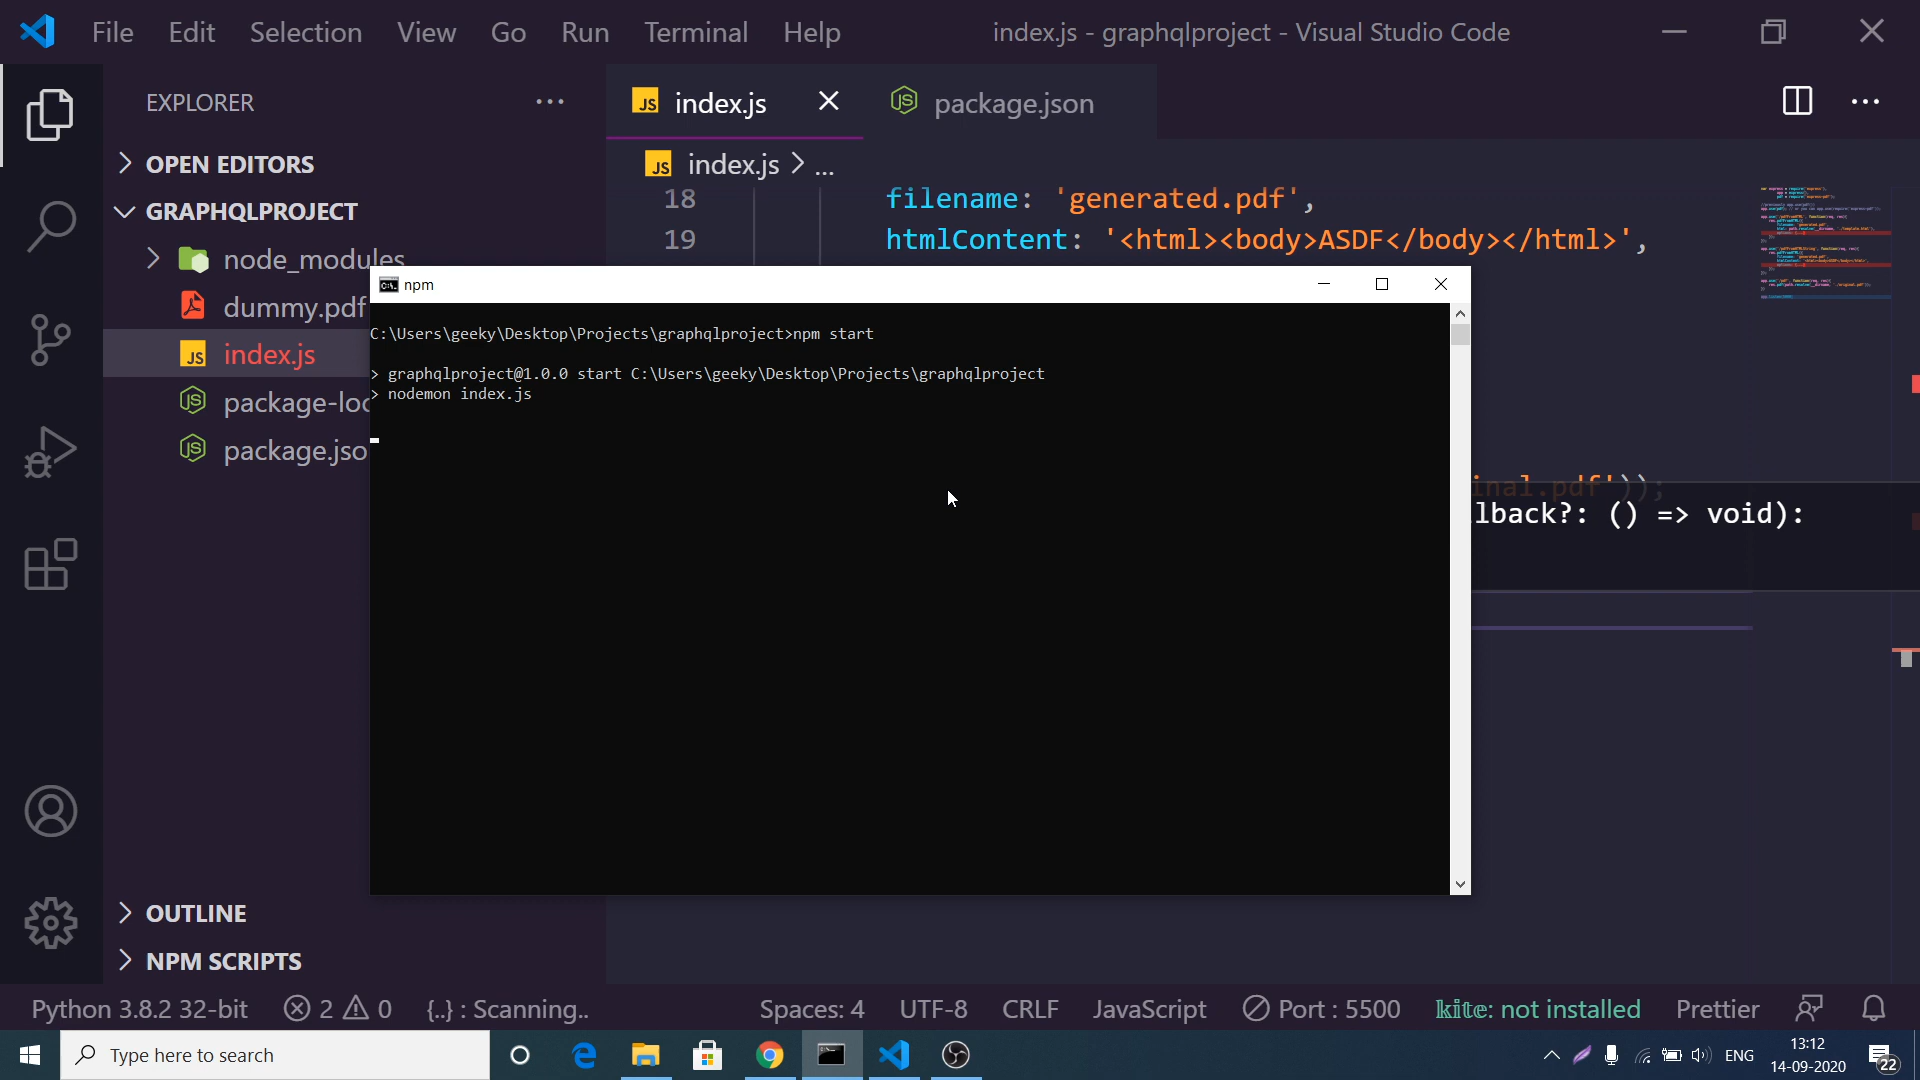 File Edit Selection View Go Run Terminal Help index.js - graphqlproject - Visual Studio Code
EXPLORER
OPEN EDITORS
GRAPHQLPROJECT
node_modules
dummy.pdf
JS index.js
package-loc
package.jso
OUTLINE
NPM SCRIPTS
JS index.js package.json
JS index.js > ...
18 filename: 'generated.pdf',
19 htmlContent: '<html><body>ASDF</body></html>',
inal.pdf'));
lback?: () => void):
npm
C:\Users\geeky\Desktop\Projects\graphqlproject>npm start
> graphqlproject@1.0.0 start C:\Users\geeky\Desktop\Projects\graphqlproject
> nodemon index.js
Python 3.8.2 32-bit 2 0 {..} : Scanning.. Spaces: 4 UTF-8 CRLF JavaScript Port : 5500 kite: not installed Prettier
Type here to search ENG 13:12
14-09-2020 22